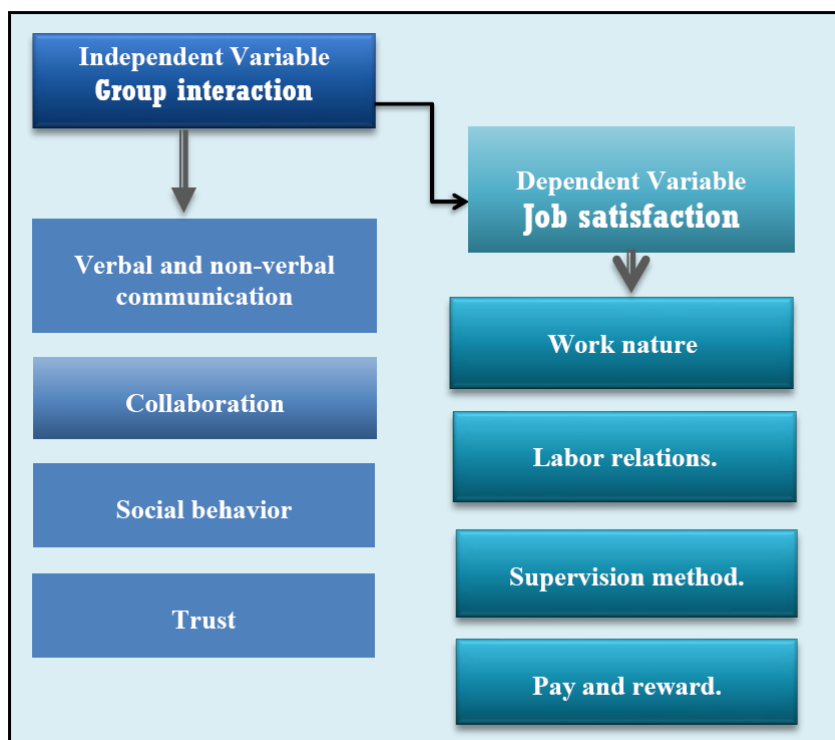 Independent Variable
Group interaction
Verbal and non-verbal
communication
Collaboration
Social behavior
Trust
Dependent Variable
Job satisfaction
Work nature
Labor relations.
Supervision method.
Pay and reward.